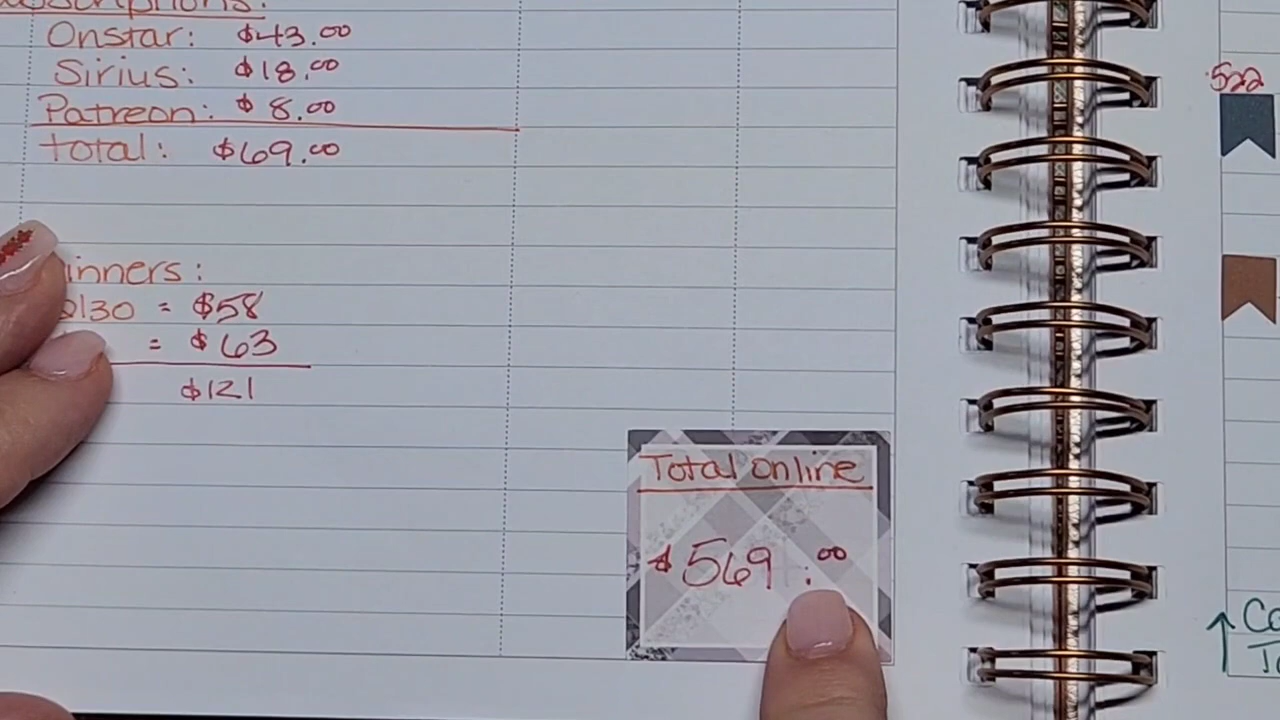 Onstar: $43.00
Sirius: $18.00
Patreon: $8.00
Total: $69.00
= $58
= $63
$121
Total online
$569.00
522